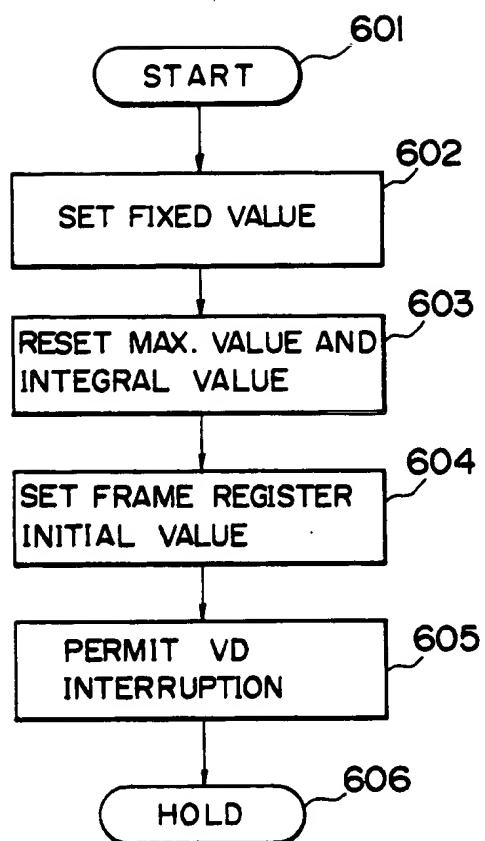 601
START
602
SET FIXED VALUE
603
RESET MAX. VALUE AND
INTEGRAL VALUE
604
SET FRAME REGISTER
INITIAL VALUE
605
PERMIT VD
INTERRUPTION
606
HOLD